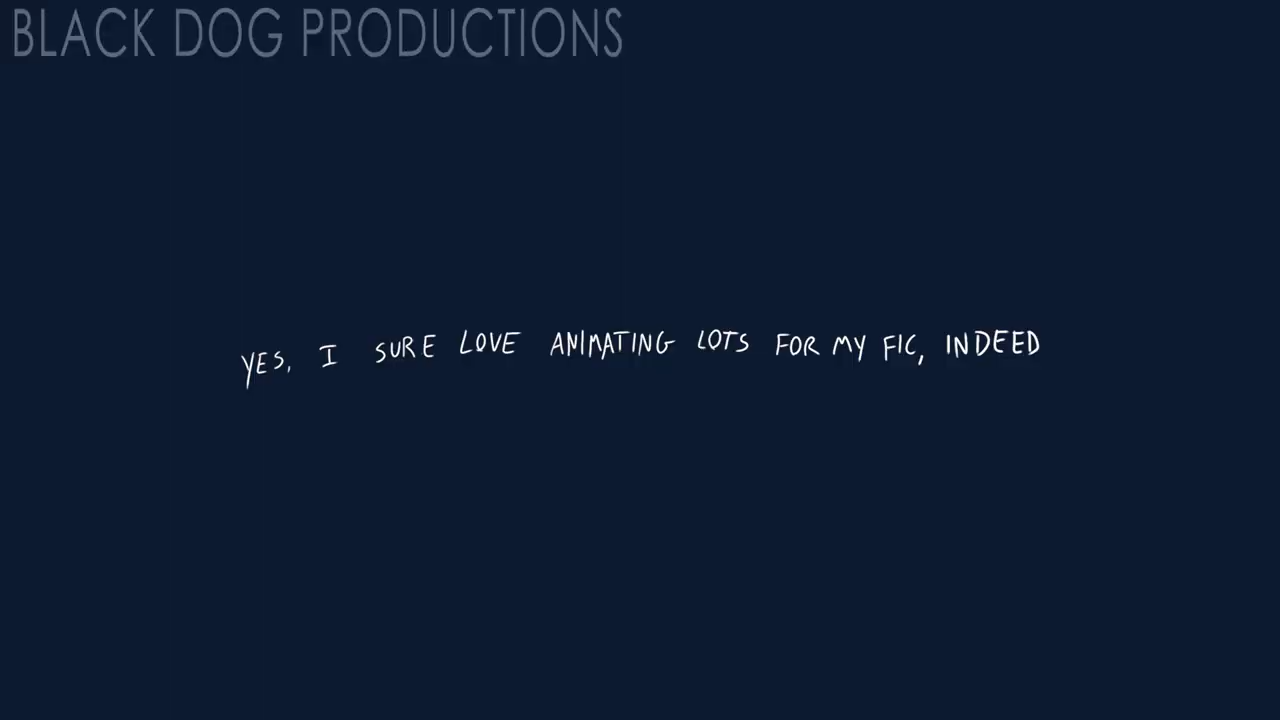 BLACK DOG PRODUCTIONS
YES, I SURE LOVE ANIMATING LOTS FOR MY FIC, INDEED